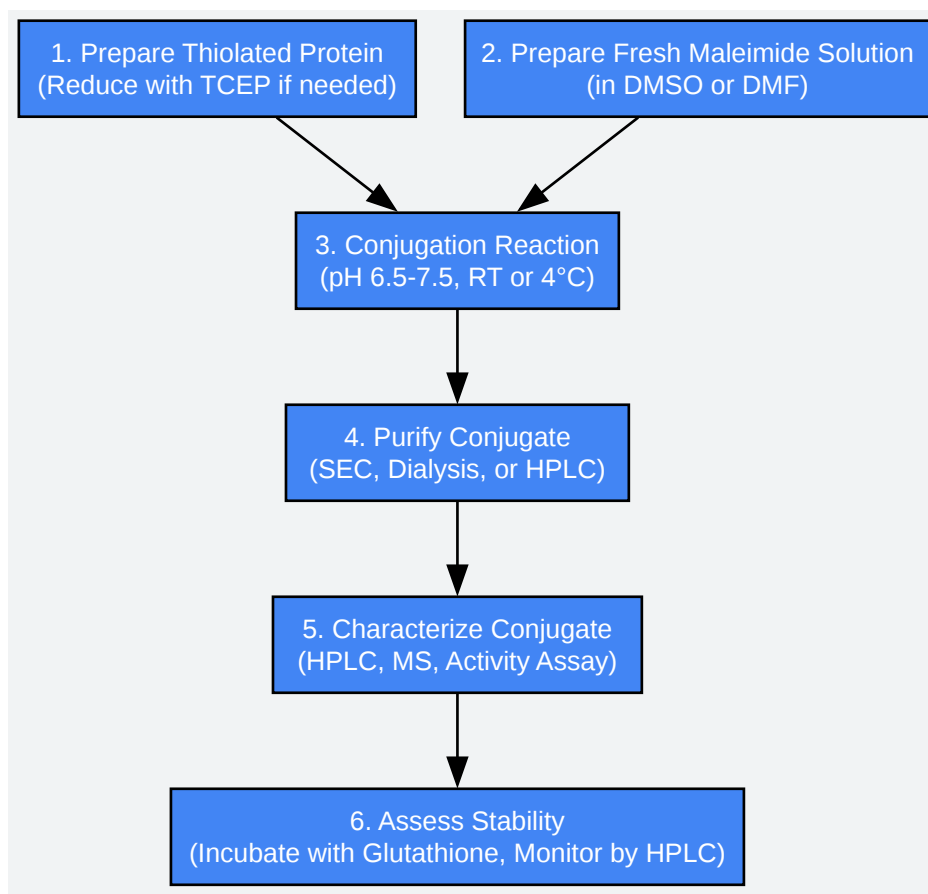 1. Prepare Thiolated Protein
(Reduce with TCEP if needed)
2. Prepare Fresh Maleimide Solution
(in DMSO or DMF)
3. Conjugation Reaction
(pH 6.5-7.5, RT or 4°C)
4. Purify Conjugate
(SEC, Dialysis, or HPLC)
5. Characterize Conjugate
(HPLC, MS, Activity Assay)
6. Assess Stability
(Incubate with Glutathione, Monitor by HPLC)